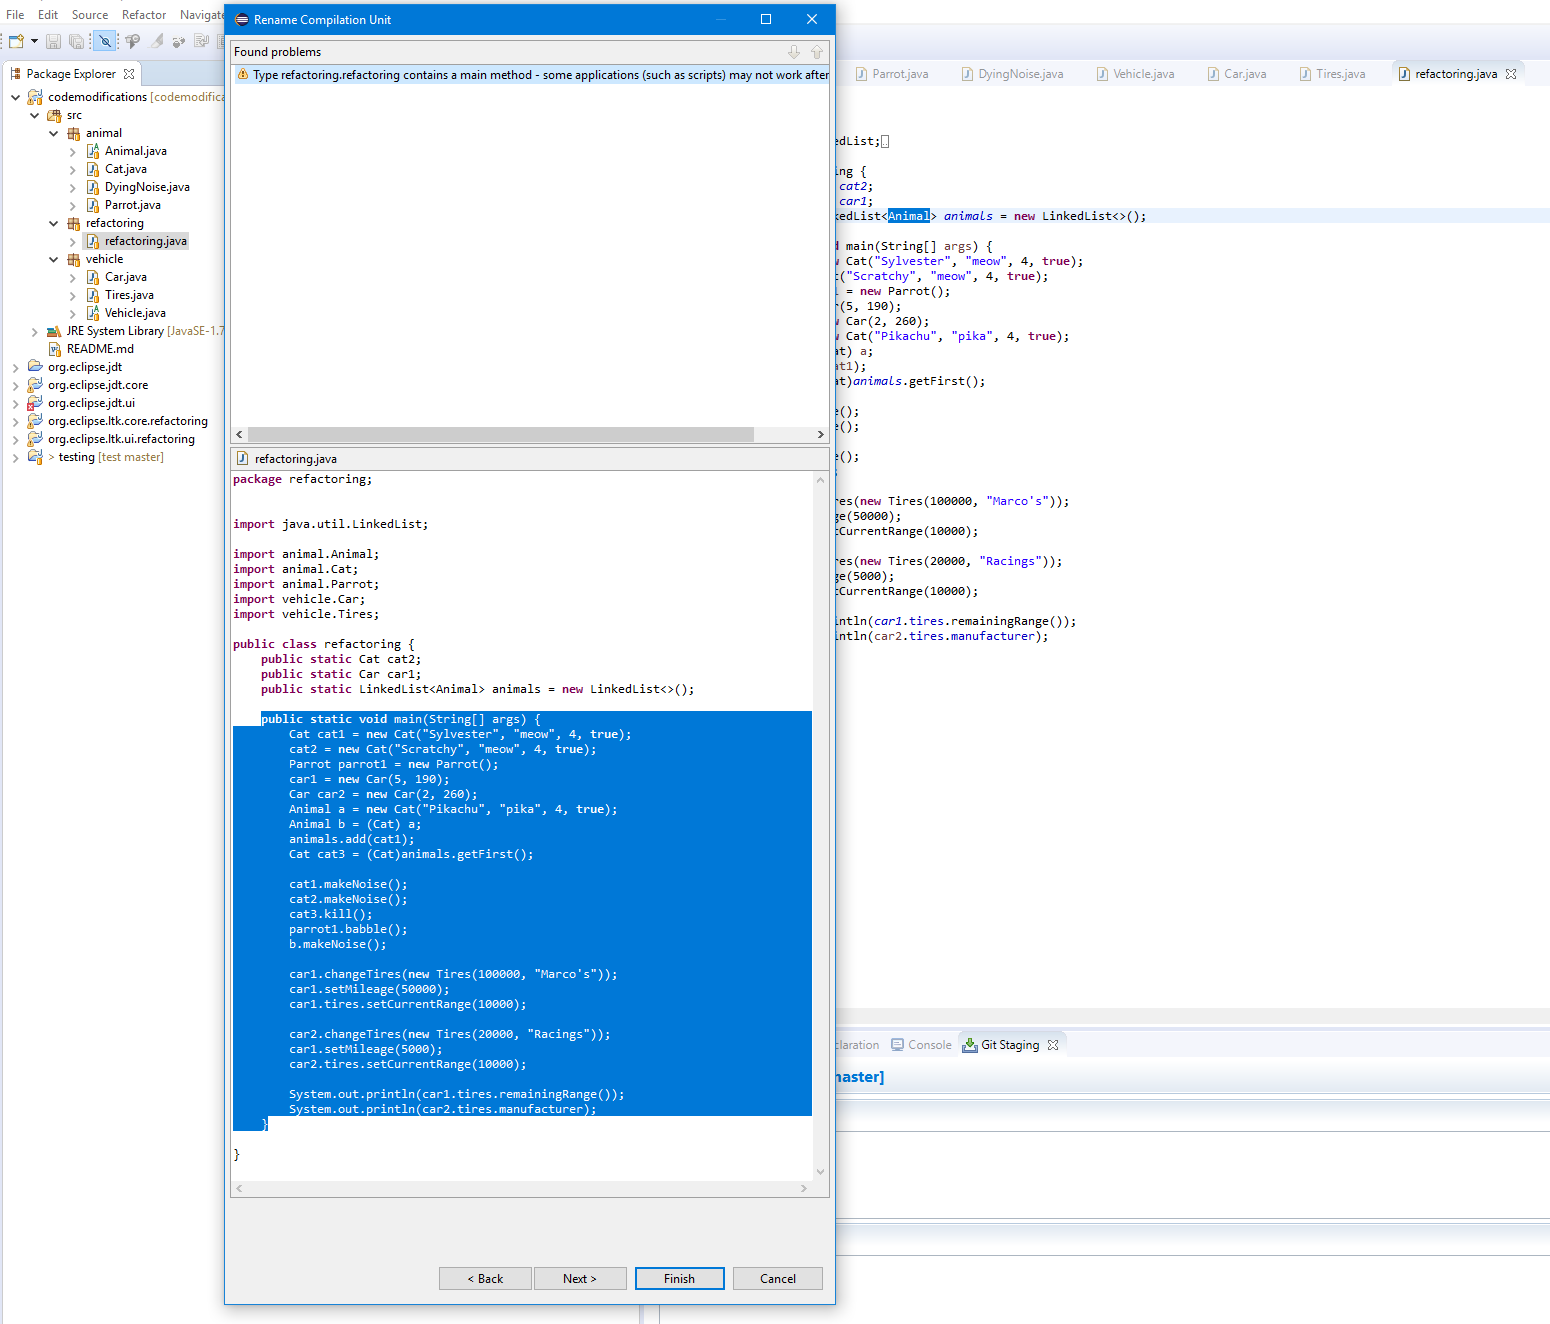 File Edit Source Refactor Navigate
Package Explorer
codemodifications [codemodifica
src
animal
Animal.java
Cat.java
DyingNoise.java
Parrot.java
refactoring
refactoring.java
vehicle
Car.java
Tires.java
Vehicle.java
JRE System Library [JavaSE-1.7
README.md
org.eclipse.jdt
org.eclipse.jdt.core
org.eclipse.jdt.ui
org.eclipse.ltk.core.refactoring
org.eclipse.ltk.ui.refactoring
> testing [test master]
Rename Compilation Unit
Found problems
Type refactoring.refactoring contains a main method - some applications (such as scripts) may not work after
refactoring.java
package refactoring;
import java.util.LinkedList;
import animal.Animal;
import animal.Cat;
import animal.Parrot;
import vehicle.Car;
import vehicle.Tires;
public class refactoring {
public static Cat cat2;
public static Car car1;
public static LinkedList<Animal> animals = new LinkedList<>();
public static void main(String[] args) {
Cat cat1 = new Cat("Sylvester", "meow", 4, true);
cat2 = new Cat("Scratchy", "meow", 4, true);
Parrot parrot1 = new Parrot();
car1 = new Car(5, 190);
Car car2 = new Car(2, 260);
Animal a = new Cat("Pikachu", "pika", 4, true);
Animal b = (Cat) a;
animals.add(cat1);
Cat cat3 = (Cat)animals.getFirst();
cat1.makeNoise();
cat2.makeNoise();
cat3.kill();
parrot1.babble();
b.makeNoise();
car1.changeTires(new Tires(100000, "Marco's"));
car1.setMileage(50000);
car1.tires.setCurrentRange(10000);
car2.changeTires(new Tires(20000, "Racings"));
car1.setMileage(5000);
car2.tires.setCurrentRange(10000);
System.out.println(car1.tires.remainingRange());
System.out.println(car2.tires.manufacturer);
}
}
< Back Next > Finish Cancel
Parrot.java DyingNoise.java Vehicle.java Car.java Tires.java refactoring.java
edList;
ing {
cat2;
car1;
kedList<Animal> animals = new LinkedList<>();
d main(String[] args) {
w Cat("Sylvester", "meow", 4, true);
t("Scratchy", "meow", 4, true);
1 = new Parrot();
r(5, 190);
w Car(2, 260);
w Cat("Pikachu", "pika", 4, true);
at) a;
at1);
at)animals.getFirst();
e();
e();
e();
res(new Tires(100000, "Marco's"));
ge(50000);
tCurrentRange(10000);
res(new Tires(20000, "Racings"));
ge(5000);
tCurrentRange(10000);
intln(car1.tires.remainingRange());
intln(car2.tires.manufacturer);
claration Console Git Staging
master]